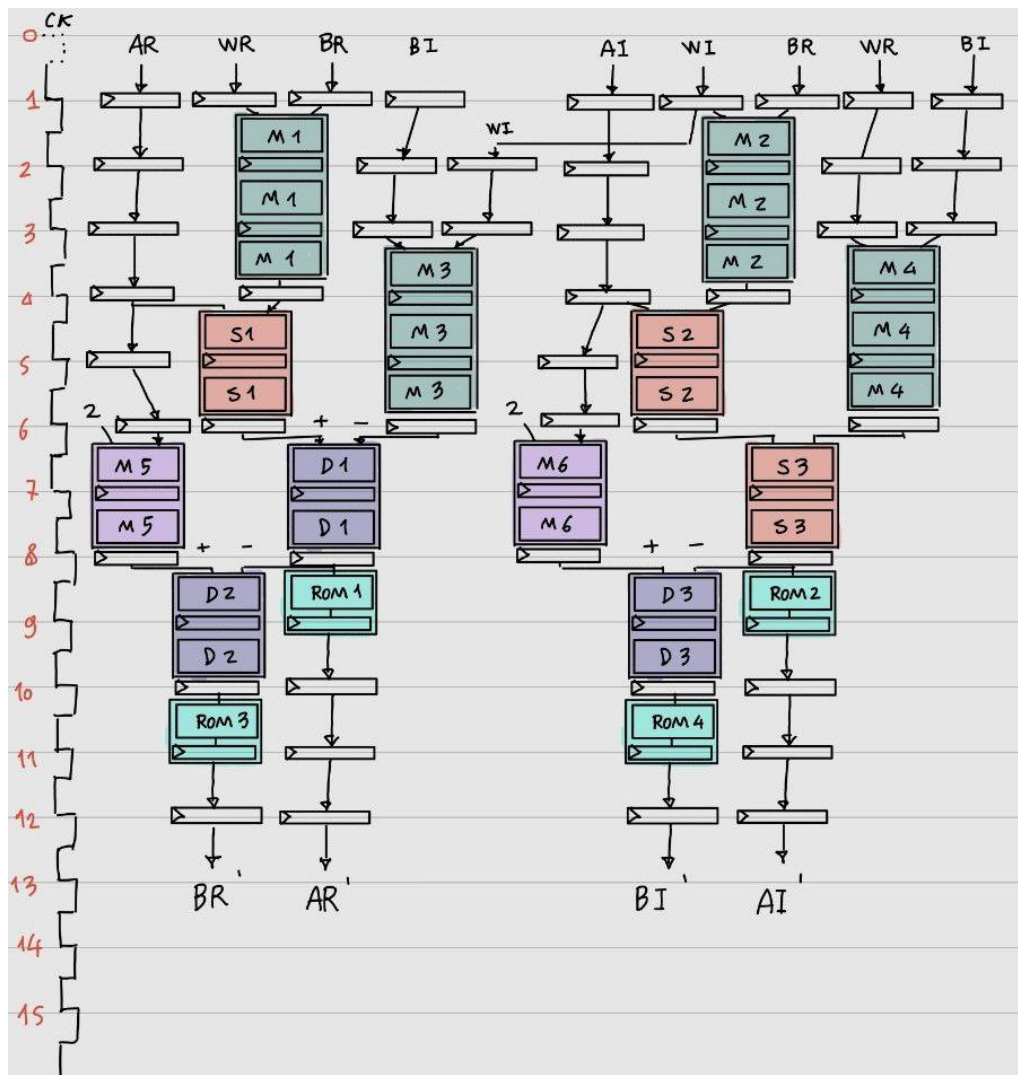 CK
0
AR WR BR BI AI WI BR WR BI
1
M1 M2
WI
2
M1 M2
3
M1 M3 M2 M4
4
S1 M3 S2 M4
5
S1 M3 S2 M4
2 + - 2
6
M5 D1 M6 S3
7
M5 D1 M6 S3
+ - + -
8
D2 ROM1 D3 ROM2
9
D2 D3
10
ROM3 ROM4
11
12
BR' AR' BI' AI'
13
14
15